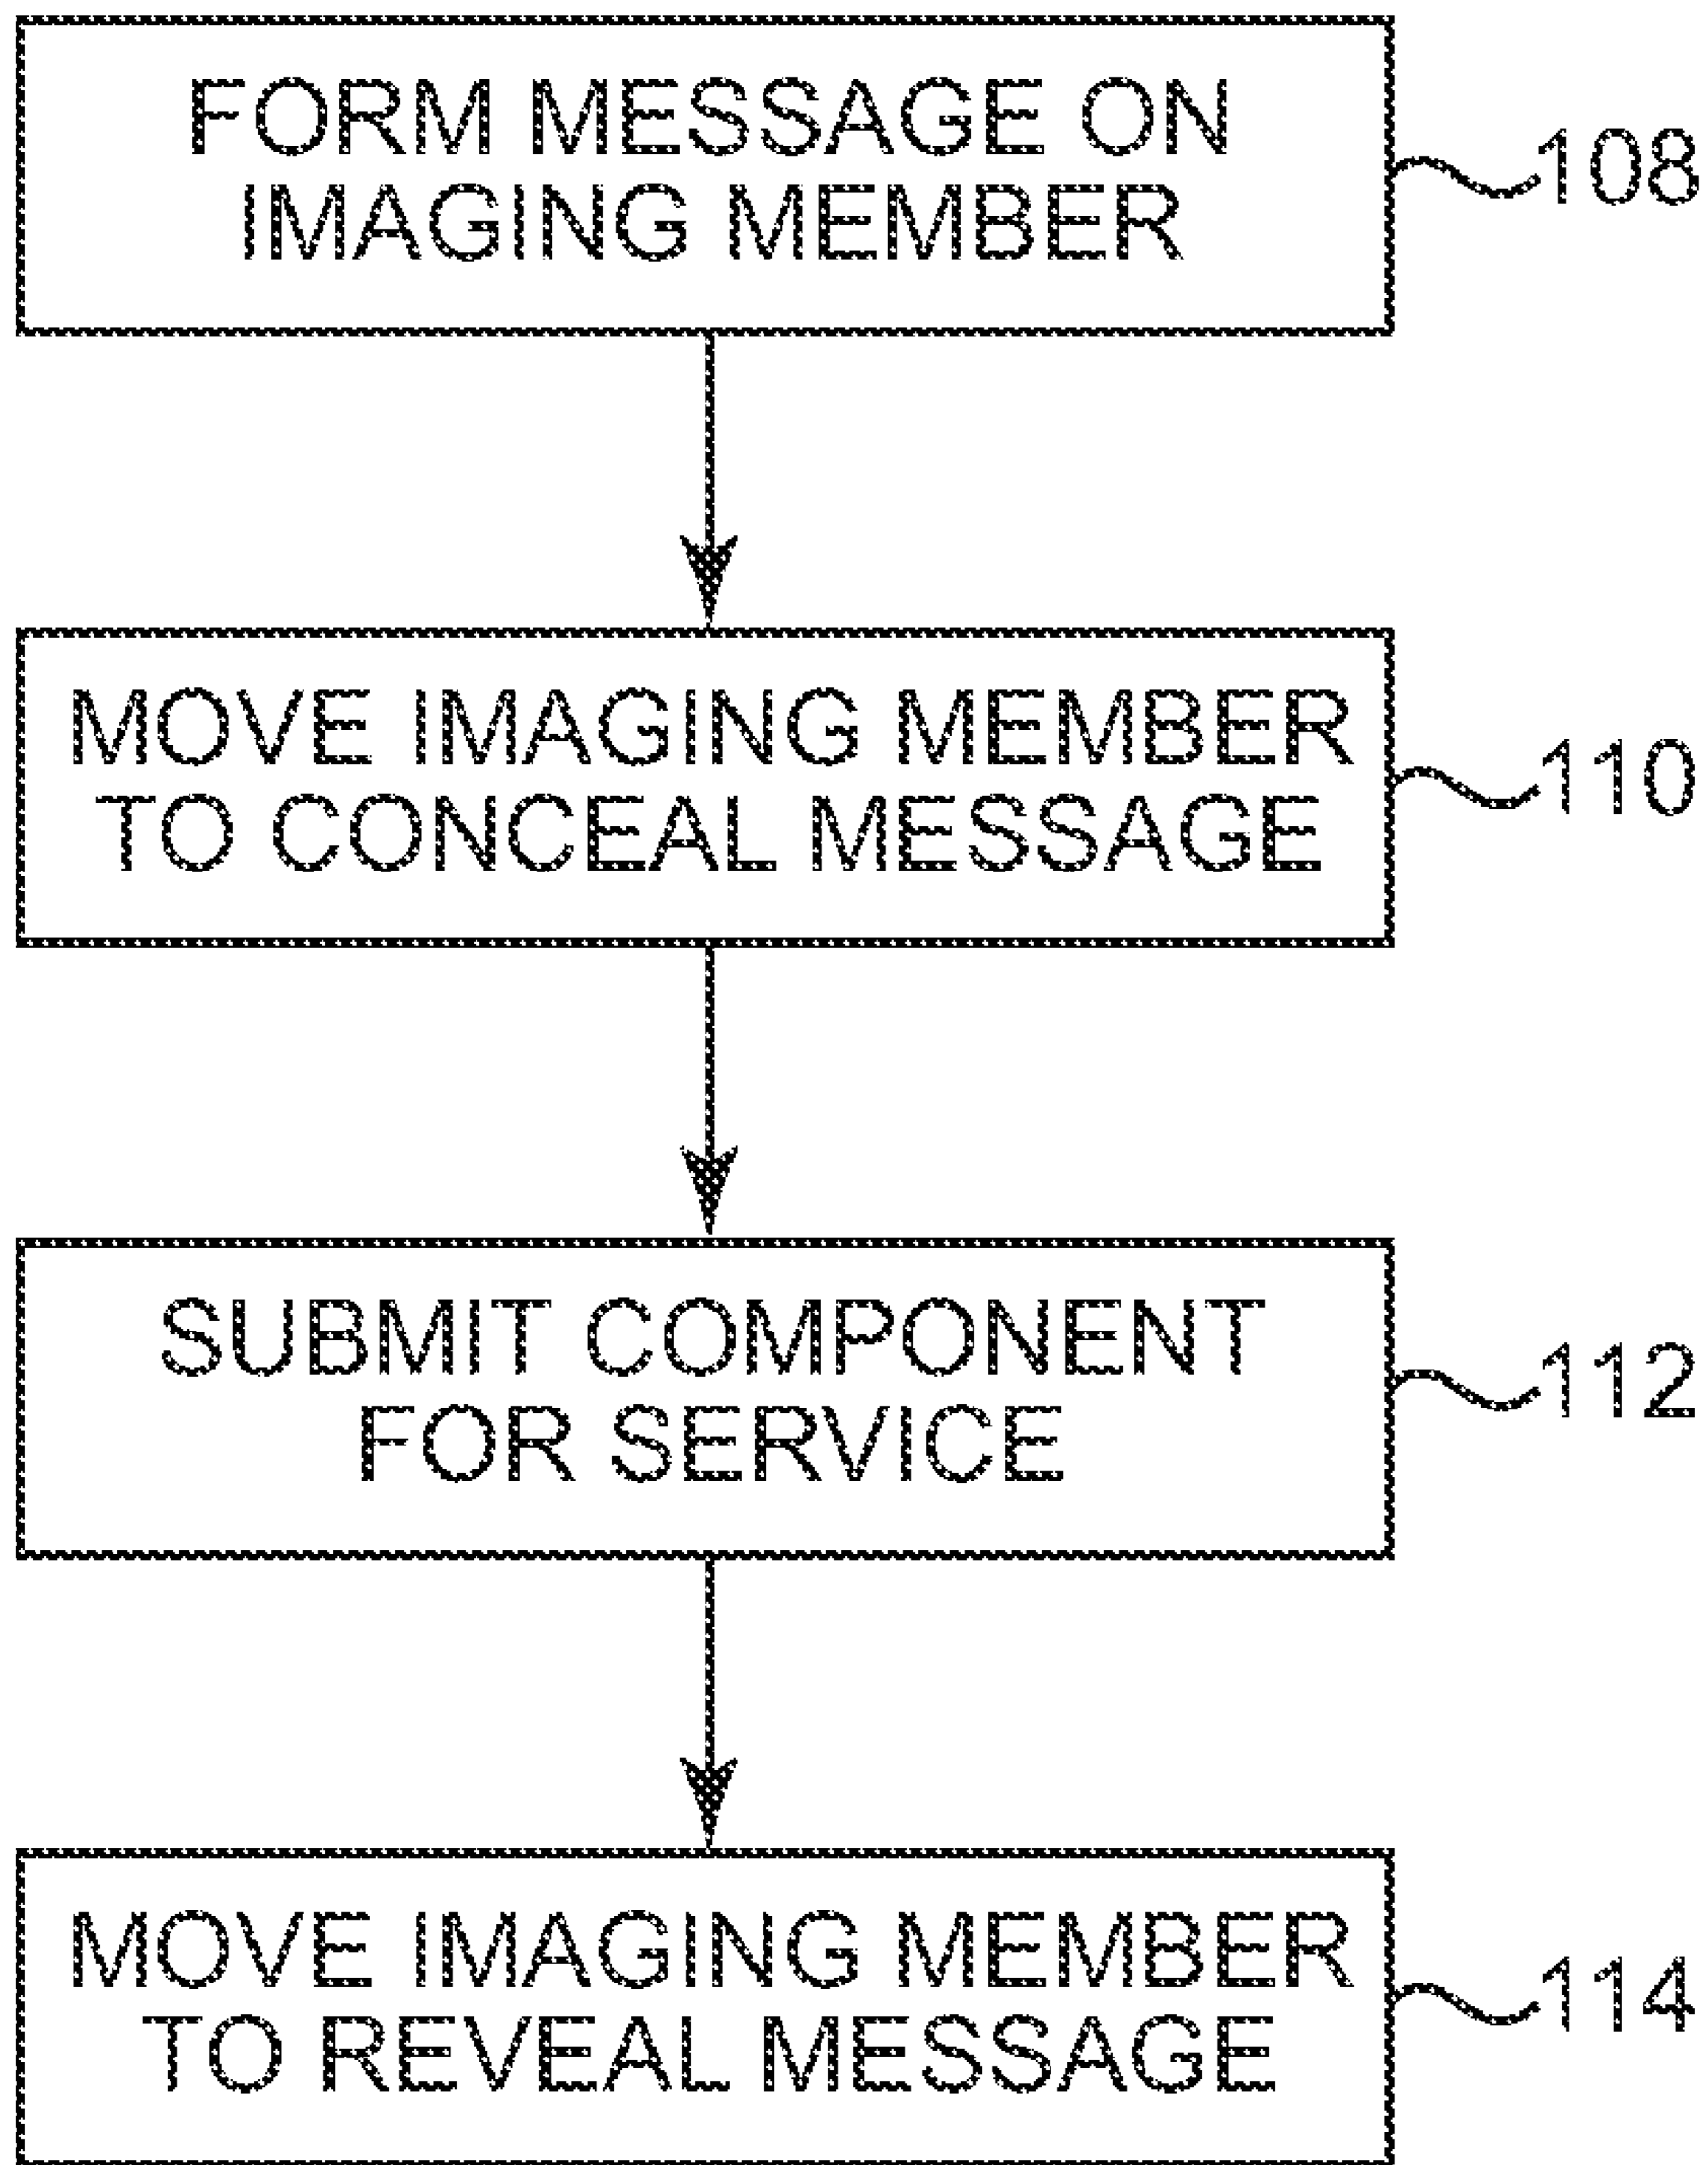 FORM MESSAGE ON
IMAGING MEMBER
108
MOVE IMAGING MEMBER
TO CONCEAL MESSAGE
110
SUBMIT COMPONENT
FOR SERVICE
112
MOVE IMAGING MEMBER
TO REVEAL MESSAGE
114